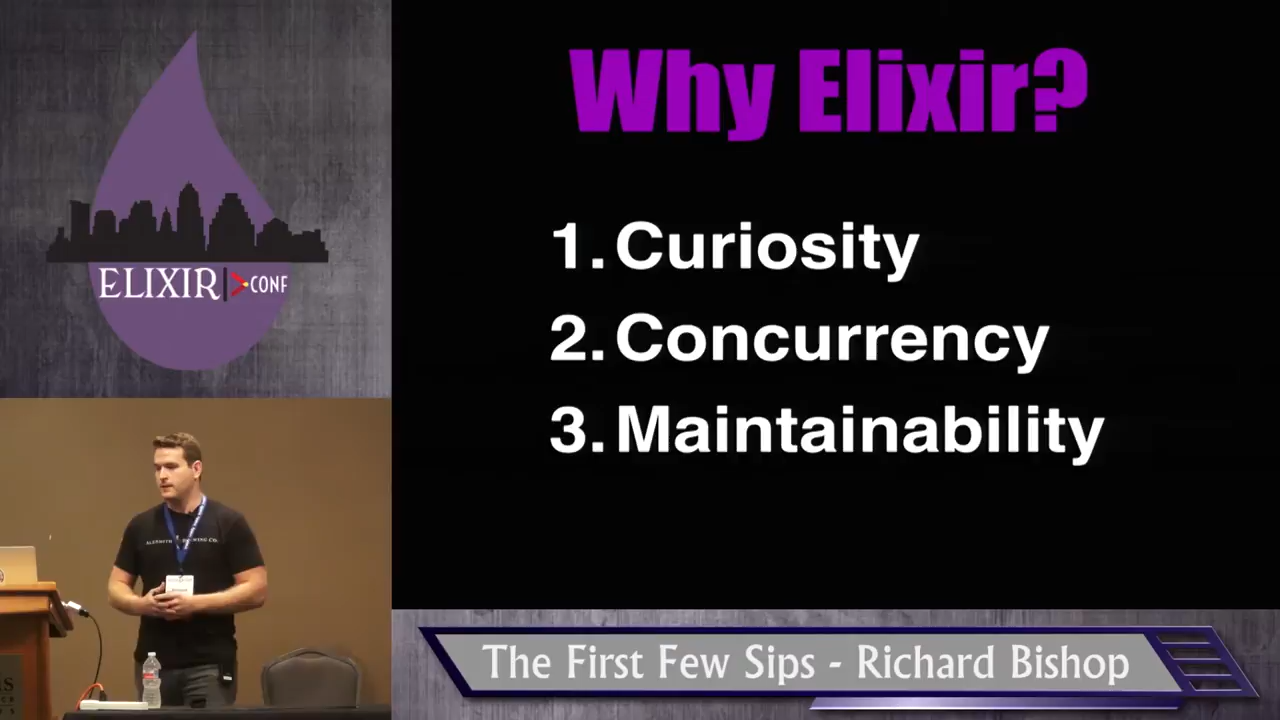 ELIXIR
CONF
Why Elixir?
1. Curiosity
2. Concurrency
3. Maintainability
The First Few Sips - Richard Bishop